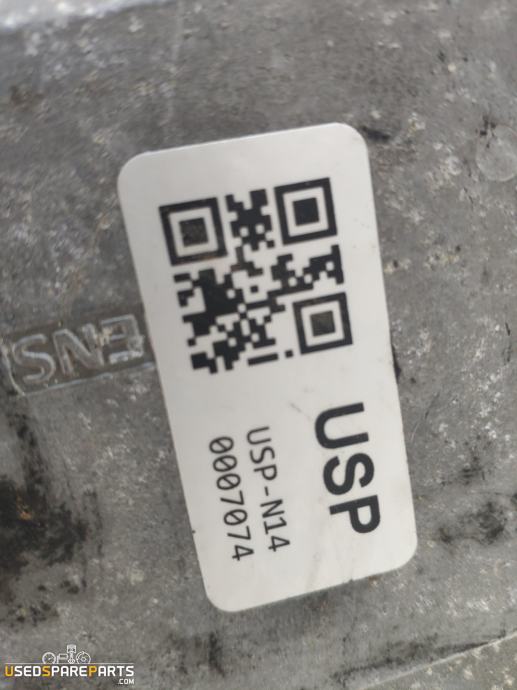 USP
USP-N14
0007074
ENS
USEDSPAREPARTS
.COM